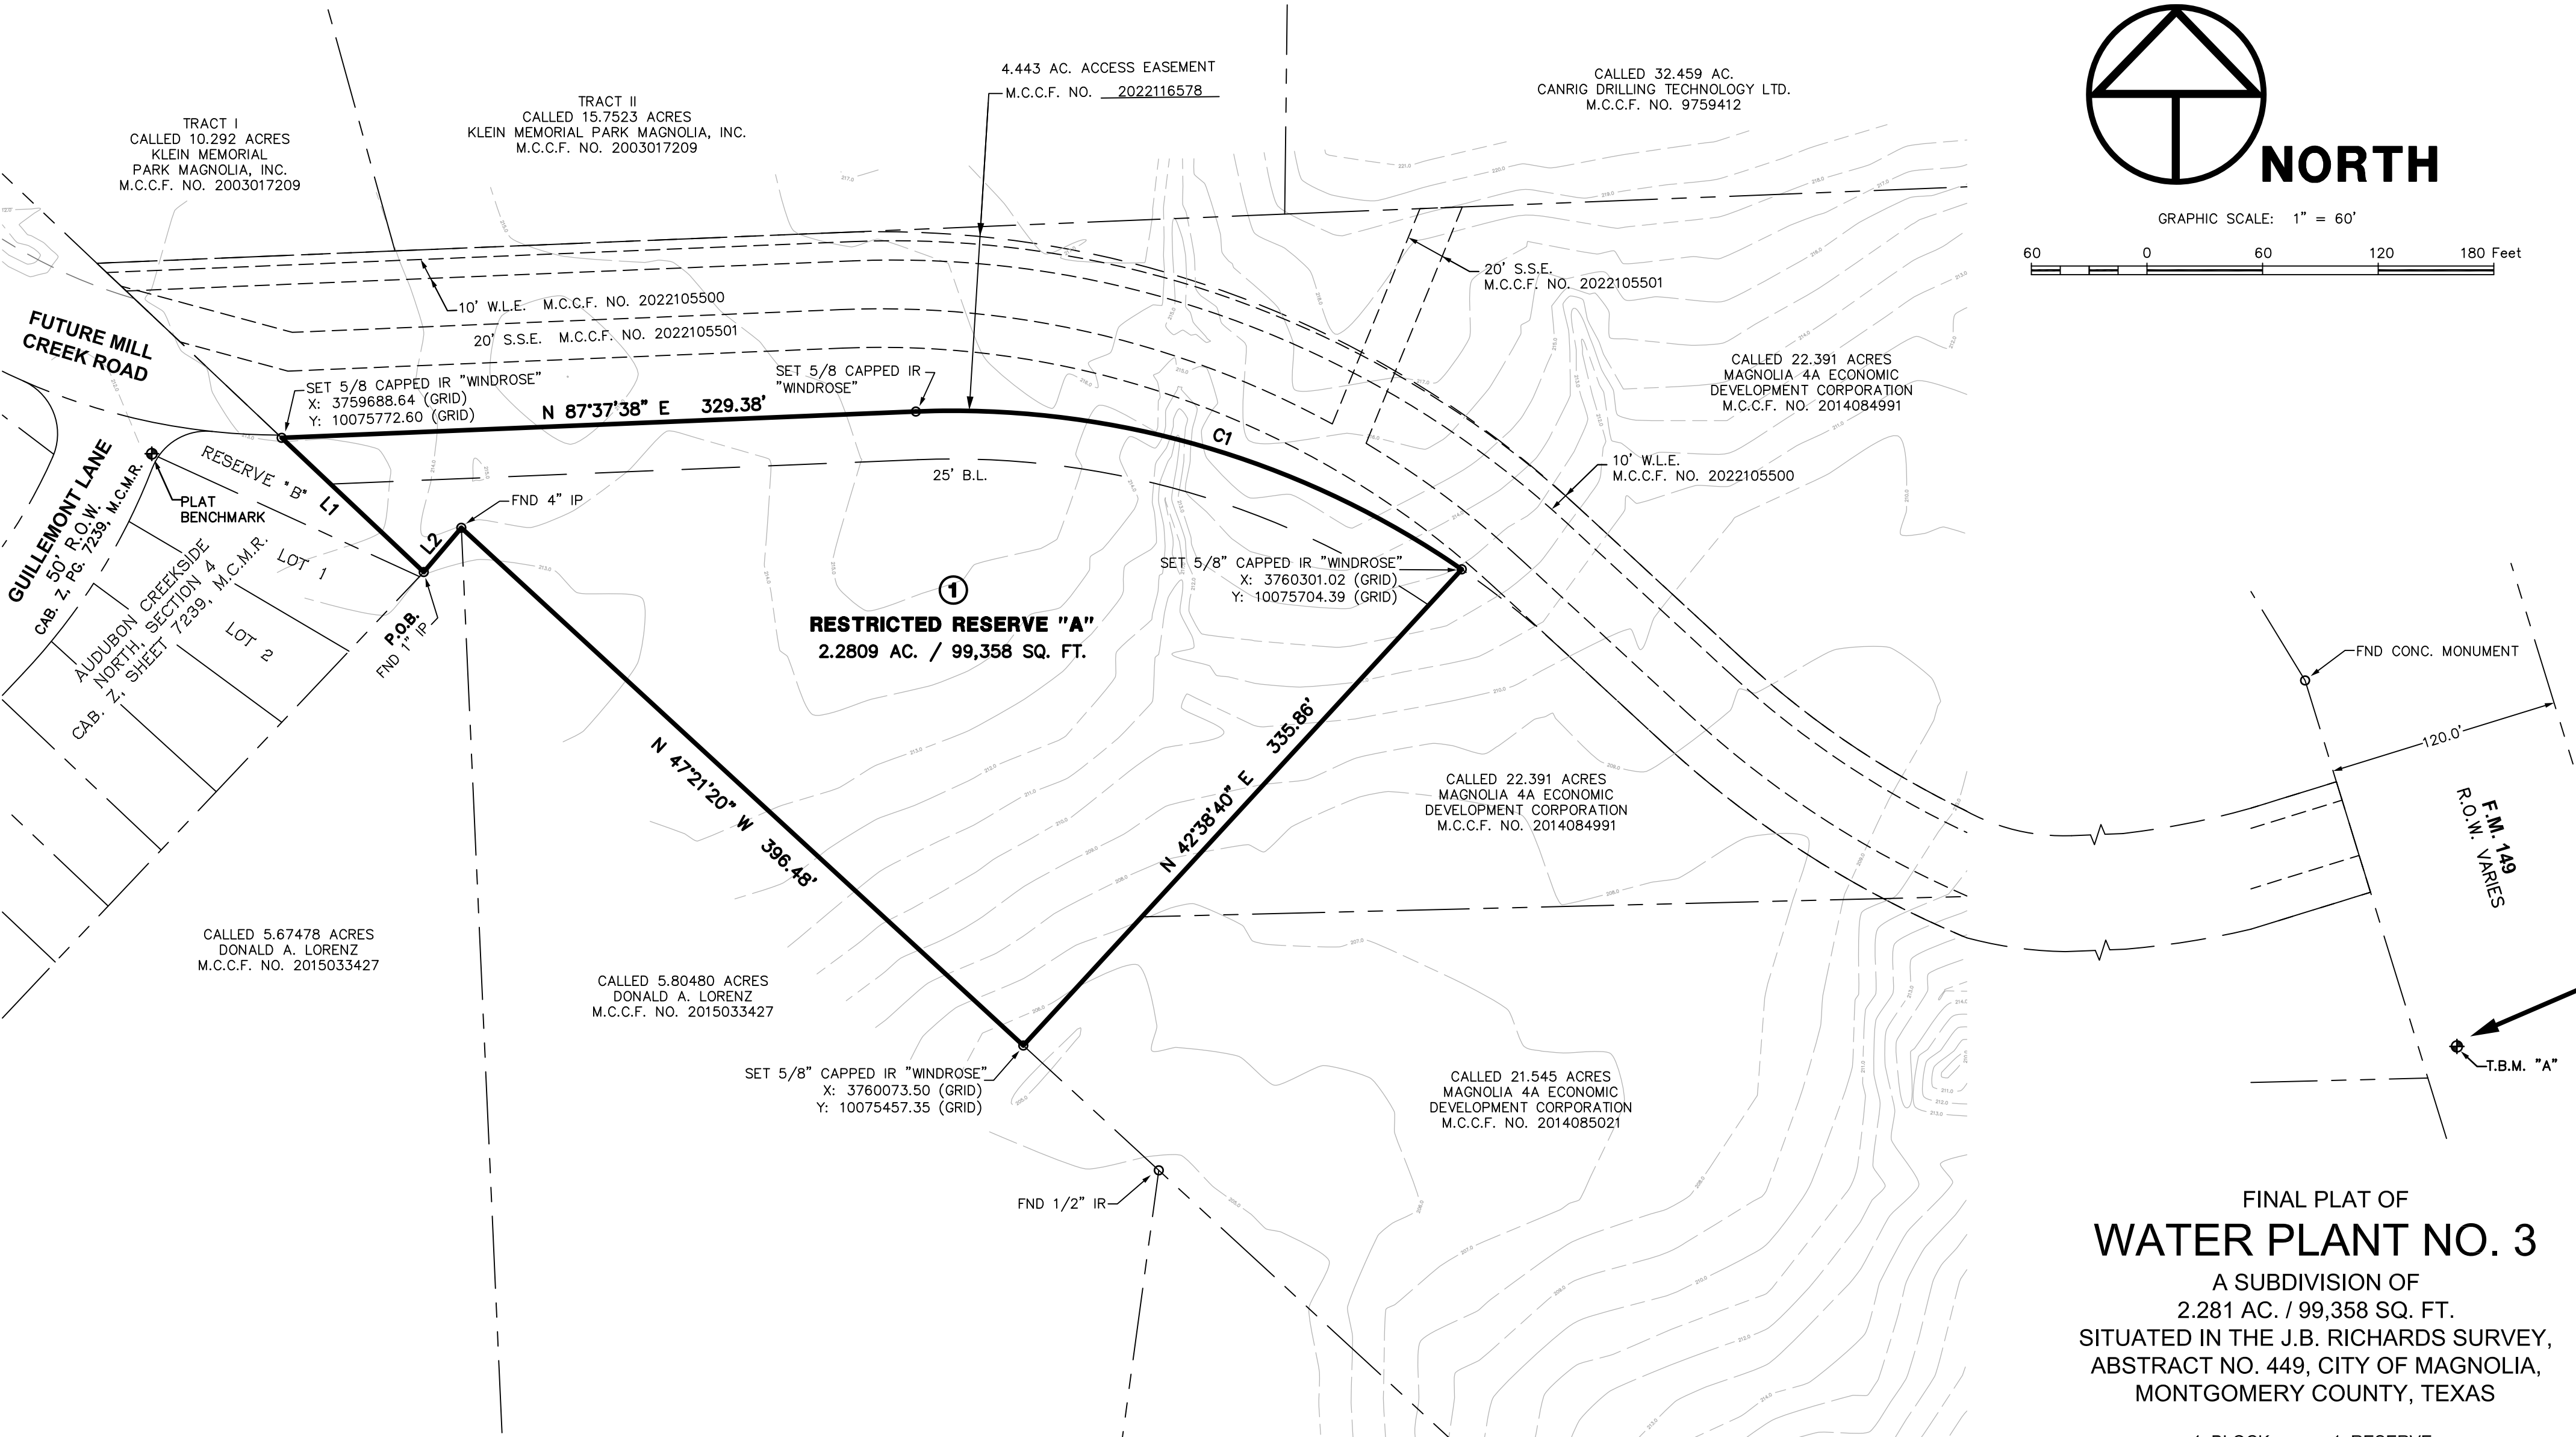 TRACT I
CALLED 10.292 ACRES
KLEIN MEMORIAL
PARK MAGNOLIA, INC.
M.C.C.F. NO. 2003017209
TRACT II
CALLED 15.7523 ACRES
KLEIN MEMORIAL PARK MAGNOLIA, INC.
M.C.C.F. NO. 2003017209
4.443 AC. ACCESS EASEMENT
M.C.C.F. NO. 2022116578
CALLED 32.459 AC.
CANRIG DRILLING TECHNOLOGY LTD.
M.C.C.F. NO. 9759412
NORTH
GRAPHIC SCALE: 1" = 60'
60 0 60 120 180 Feet
20' S.S.E.
M.C.C.F. NO. 2022105501
10' W.L.E. M.C.C.F. NO. 2022105500
20' S.S.E. M.C.C.F. NO. 2022105501
FUTURE MILL
CREEK ROAD
SET 5/8 CAPPED IR "WINDROSE"
X: 3759688.64 (GRID)
Y: 10075772.60 (GRID)
SET 5/8 CAPPED IR
"WINDROSE"
N 87°37'38" E 329.38'
C1
CALLED 22.391 ACRES
MAGNOLIA 4A ECONOMIC
DEVELOPMENT CORPORATION
M.C.C.F. NO. 2014084991
10' W.L.E.
M.C.C.F. NO. 2022105500
25' B.L.
GUILLEMONT LANE
50' R.O.W.
CAB. Z, PG. 7239, M.C.M.R.
RESERVE "B"
L1
PLAT
BENCHMARK
L2
FND 4" IP
LOT 1
LOT 2
AUDUBON CREEKSIDE
NORTH, SECTION 4
CAB. Z, SHEET 7239, M.C.M.R.
P.O.B.
FND 1" IP
SET 5/8" CAPPED IR "WINDROSE"
X: 3760301.02 (GRID)
Y: 10075704.39 (GRID)
1
RESTRICTED RESERVE "A"
2.2809 AC. / 99,358 SQ. FT.
FND CONC. MONUMENT
120.0'
F.M. 149
R.O.W. VARIES
N 47°21'20" W 396.48'
N 42°38'40" E 335.86'
CALLED 22.391 ACRES
MAGNOLIA 4A ECONOMIC
DEVELOPMENT CORPORATION
M.C.C.F. NO. 2014084991
CALLED 5.67478 ACRES
DONALD A. LORENZ
M.C.C.F. NO. 2015033427
CALLED 5.80480 ACRES
DONALD A. LORENZ
M.C.C.F. NO. 2015033427
SET 5/8" CAPPED IR "WINDROSE"
X: 3760073.50 (GRID)
Y: 10075457.35 (GRID)
CALLED 21.545 ACRES
MAGNOLIA 4A ECONOMIC
DEVELOPMENT CORPORATION
M.C.C.F. NO. 2014085021
T.B.M. "A"
FND 1/2" IR
FINAL PLAT OF
WATER PLANT NO. 3
A SUBDIVISION OF
2.281 AC. / 99,358 SQ. FT.
SITUATED IN THE J.B. RICHARDS SURVEY,
ABSTRACT NO. 449, CITY OF MAGNOLIA,
MONTGOMERY COUNTY, TEXAS